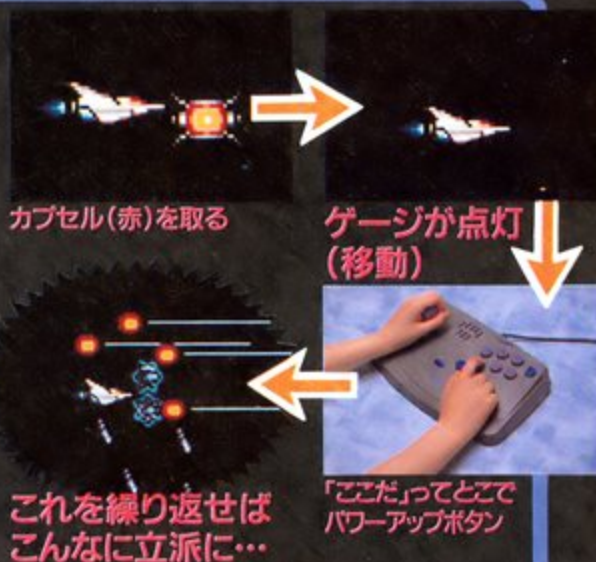 カプセル(赤)を取る
ゲージが点灯
(移動)
「ここだ」ってとこで
パワーアップボタン
これを繰り返せば
こんなに立派に…